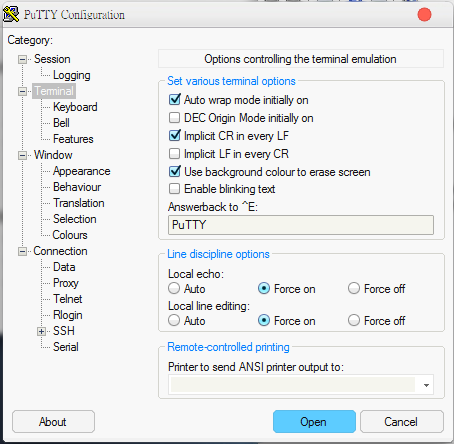 PuTTY Configuration
Category:
Session
Logging
Terminal
Keyboard
Bell
Features
Window
Appearance
Behaviour
Translation
Selection
Colours
Connection
Data
Proxy
Telnet
Rlogin
SSH
Serial
Options controlling the terminal emulation
Set various terminal options
Auto wrap mode initially on
DEC Origin Mode initially on
Implicit CR in every LF
Implicit LF in every CR
Use background colour to erase screen
Enable blinking text
Answerback to ^E:
PuTTY
Line discipline options
Local echo:
Auto Force on Force off
Local line editing:
Auto Force on Force off
Remote-controlled printing
Printer to send ANSI printer output to:
About Open Cancel